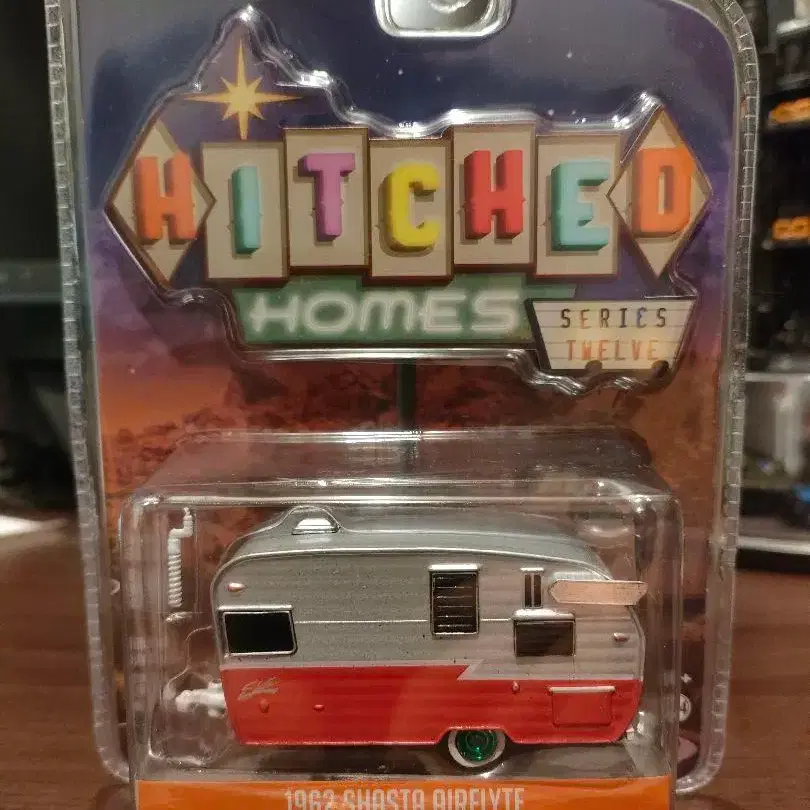 HITCHED
HOMES
SERIES
TWELVE
1962 SHASTA AIRFLYTE